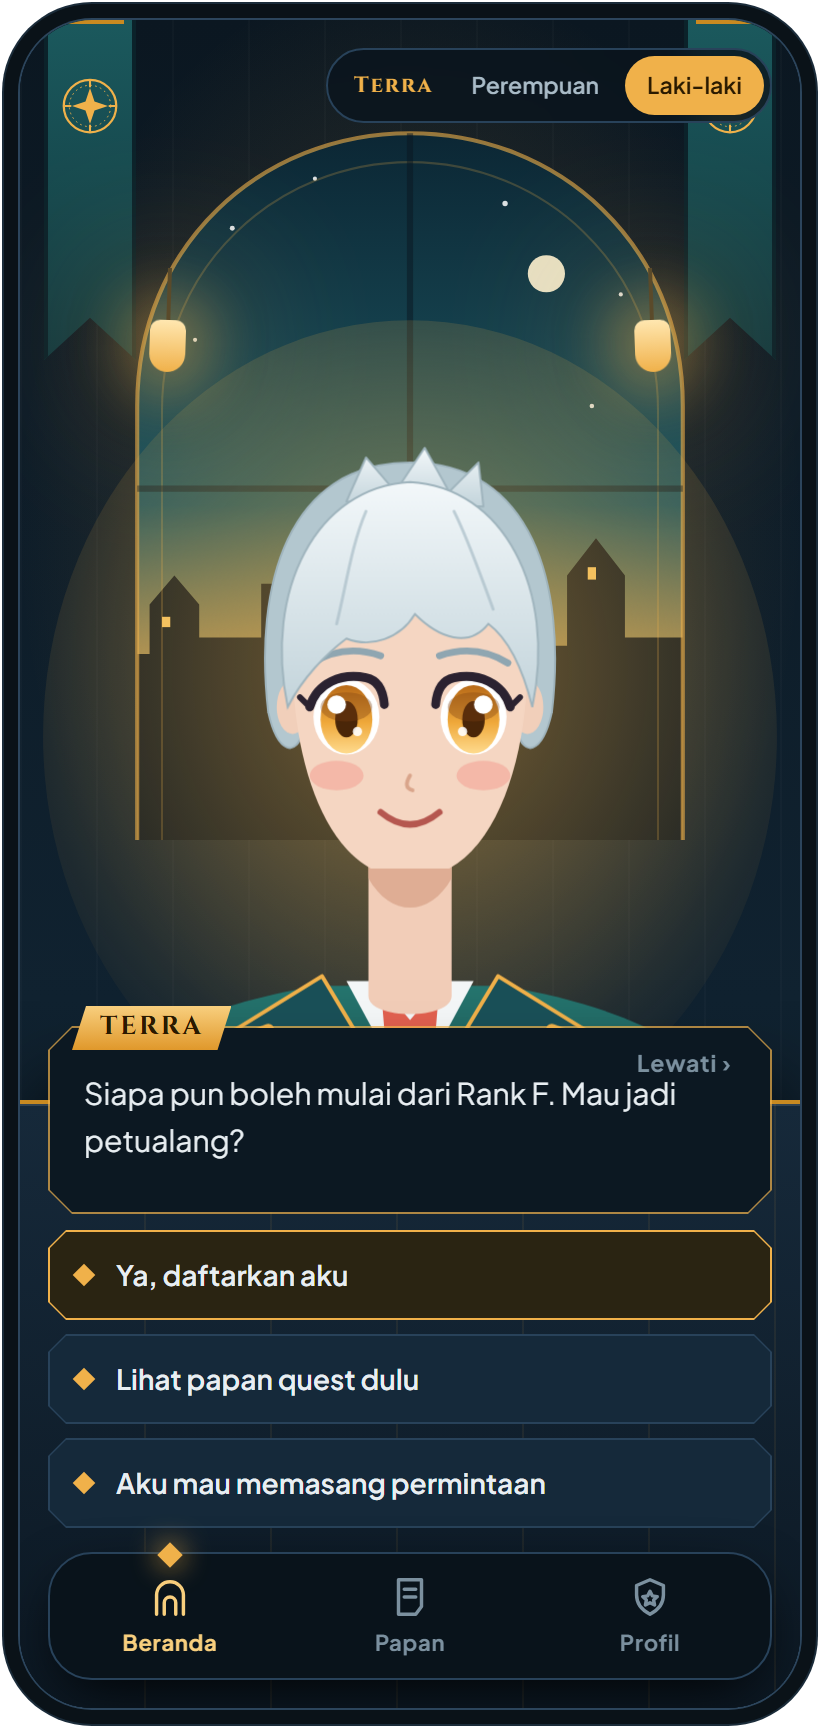 TERRA Perempuan Laki-laki
TERRA
Lewati ›
Siapa pun boleh mulai dari Rank F. Mau jadi
petualang?
Ya, daftarkan aku
Lihat papan quest dulu
Aku mau memasang permintaan
Beranda Papan Profil